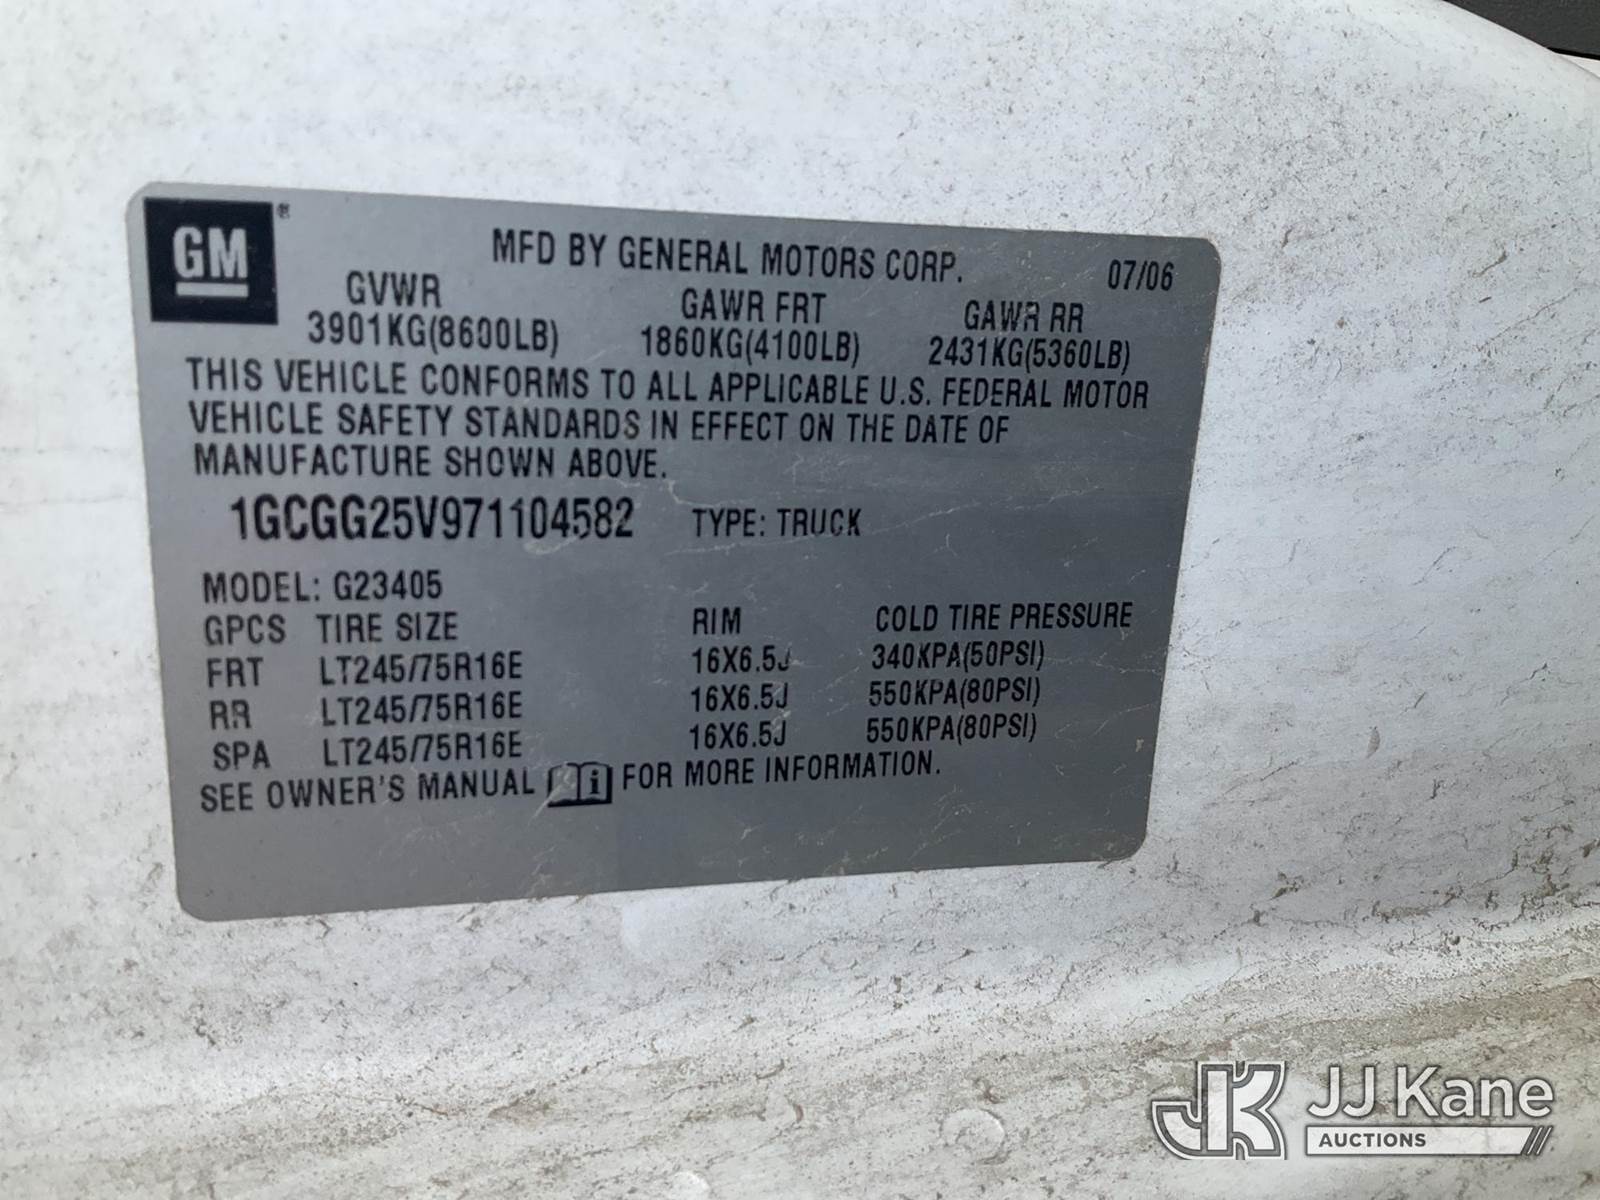 GM ®
MFD BY GENERAL MOTORS CORP. 07/06
GVWR GAWR FRT GAWR RR
3901KG(8600LB) 1860KG(4100LB) 2431KG(5360LB)
THIS VEHICLE CONFORMS TO ALL APPLICABLE U.S. FEDERAL MOTOR
VEHICLE SAFETY STANDARDS IN EFFECT ON THE DATE OF
MANUFACTURE SHOWN ABOVE.
1GCGG25V971104582 TYPE: TRUCK
MODEL: G23405
GPCS TIRE SIZE RIM COLD TIRE PRESSURE
FRT LT245/75R16E 16X6.5J 340KPA(50PSI)
RR LT245/75R16E 16X6.5J 550KPA(80PSI)
SPA LT245/75R16E 16X6.5J 550KPA(80PSI)
SEE OWNER'S MANUAL i FOR MORE INFORMATION.
JK JJ Kane
AUCTIONS